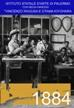 ISTITUTO STATALE D'ARTE DI PALERMO
"VINCENZO RAGUSA E OTAMA KIYOHARA"
1884